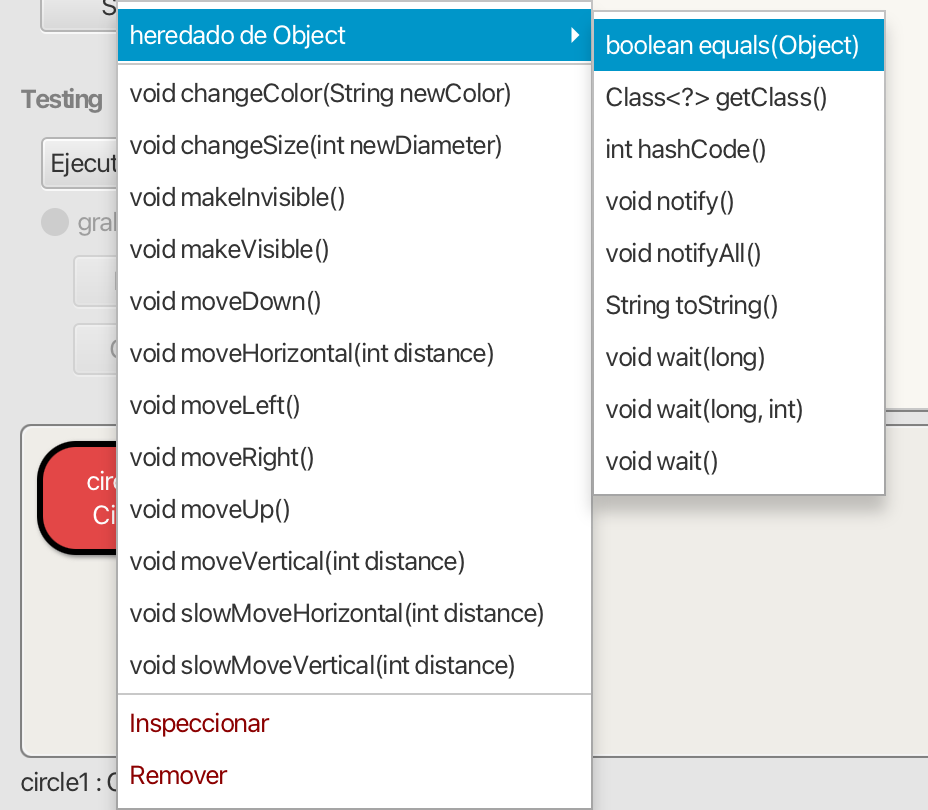 heredado de Object
boolean equals(Object)
Class<?> getClass()
int hashCode()
void notify()
void notifyAll()
String toString()
void wait(long)
void wait(long, int)
void wait()
void changeColor(String newColor)
void changeSize(int newDiameter)
void makeInvisible()
void makeVisible()
void moveDown()
void moveHorizontal(int distance)
void moveLeft()
void moveRight()
void moveUp()
void moveVertical(int distance)
void slowMoveHorizontal(int distance)
void slowMoveVertical(int distance)
Inspeccionar
Remover
Testing
Ejecut
circle1 :